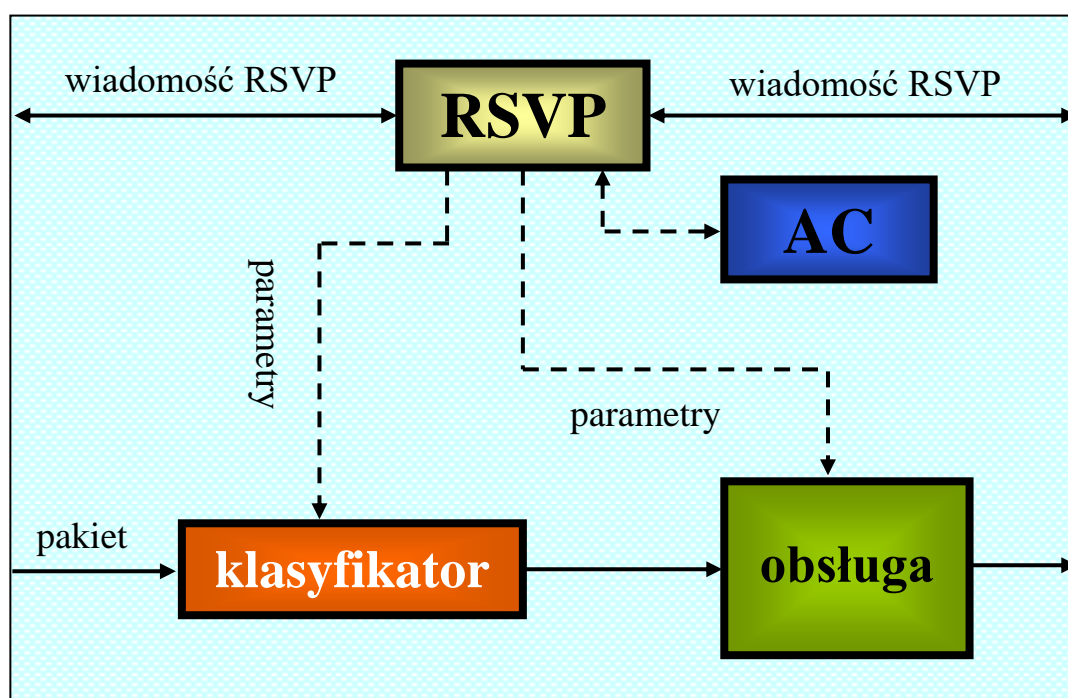 wiadomość RSVP
RSVP
wiadomość RSVP
AC
parametry
parametry
pakiet
klasyfikator
obsługa